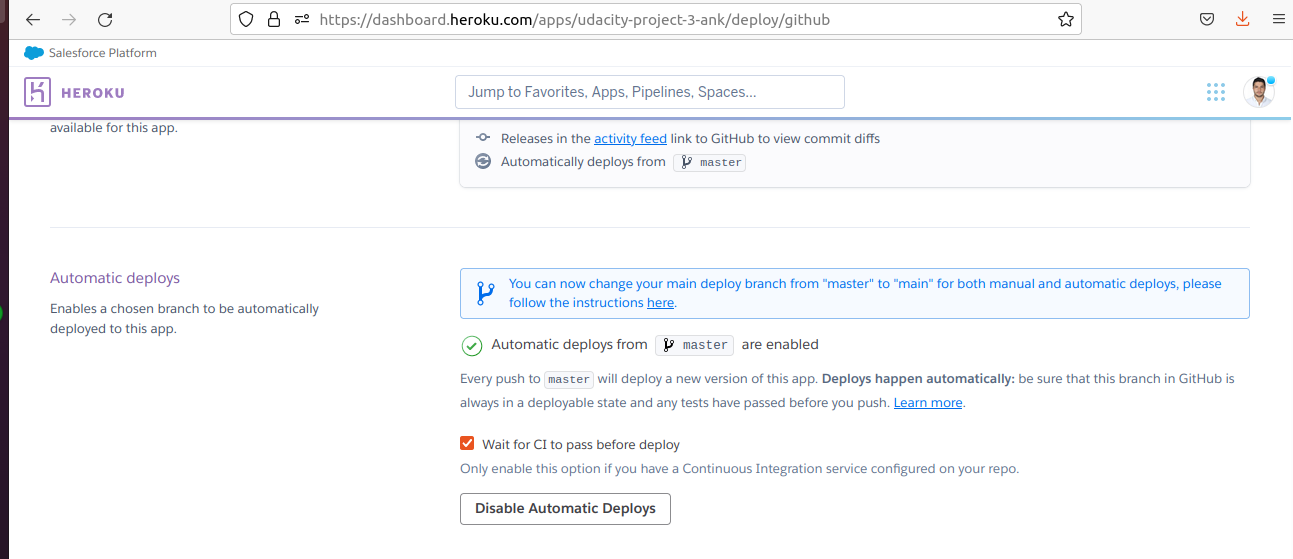 https://dashboard.heroku.com/apps/udacity-project-3-ank/deploy/github
Salesforce Platform
HEROKU
Jump to Favorites, Apps, Pipelines, Spaces...
available for this app.
Releases in the activity feed link to GitHub to view commit diffs
Automatically deploys from master
Automatic deploys
Enables a chosen branch to be automatically
deployed to this app.
You can now change your main deploy branch from "master" to "main" for both manual and automatic deploys, please
follow the instructions here.
Automatic deploys from master are enabled
Every push to master will deploy a new version of this app. Deploys happen automatically: be sure that this branch in GitHub is
always in a deployable state and any tests have passed before you push. Learn more.
Wait for CI to pass before deploy
Only enable this option if you have a Continuous Integration service configured on your repo.
Disable Automatic Deploys